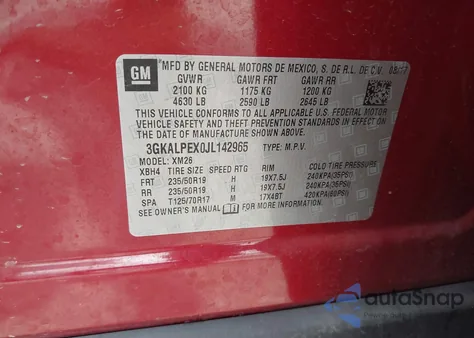 GM
MFD BY GENERAL MOTORS DE MEXICO, S. DE R.L. DE C.V.
GVWR GAWR FRT GAWR RR
2100 KG 1175 KG 1200 KG
4630 LB 2590 LB 2645 LB
THIS VEHICLE CONFORMS TO ALL APPLICABLE U.S. FEDERAL MOTOR
VEHICLE SAFETY, BUMPER, AND THEFT PREVENTION STANDARDS IN
EFFECT ON THE DATE OF MANUFACTURE SHOWN ABOVE.
3GKALPEX0JL142965 TYPE: M.P.V.
MODEL: XM26
XBH4 TIRE SIZE SPEED RTG RIM COLD TIRE PRESSURE
FRT 235/50R19 H 19X7.5J 240KPA(35PSI)
RR 235/50R19 H 19X7.5J 240KPA(35PSI)
SPA T125/70R17 M 17X4BT 420KPA(60PSI)
SEE OWNER'S MANUAL FOR MORE INFORMATION.
autoSnap